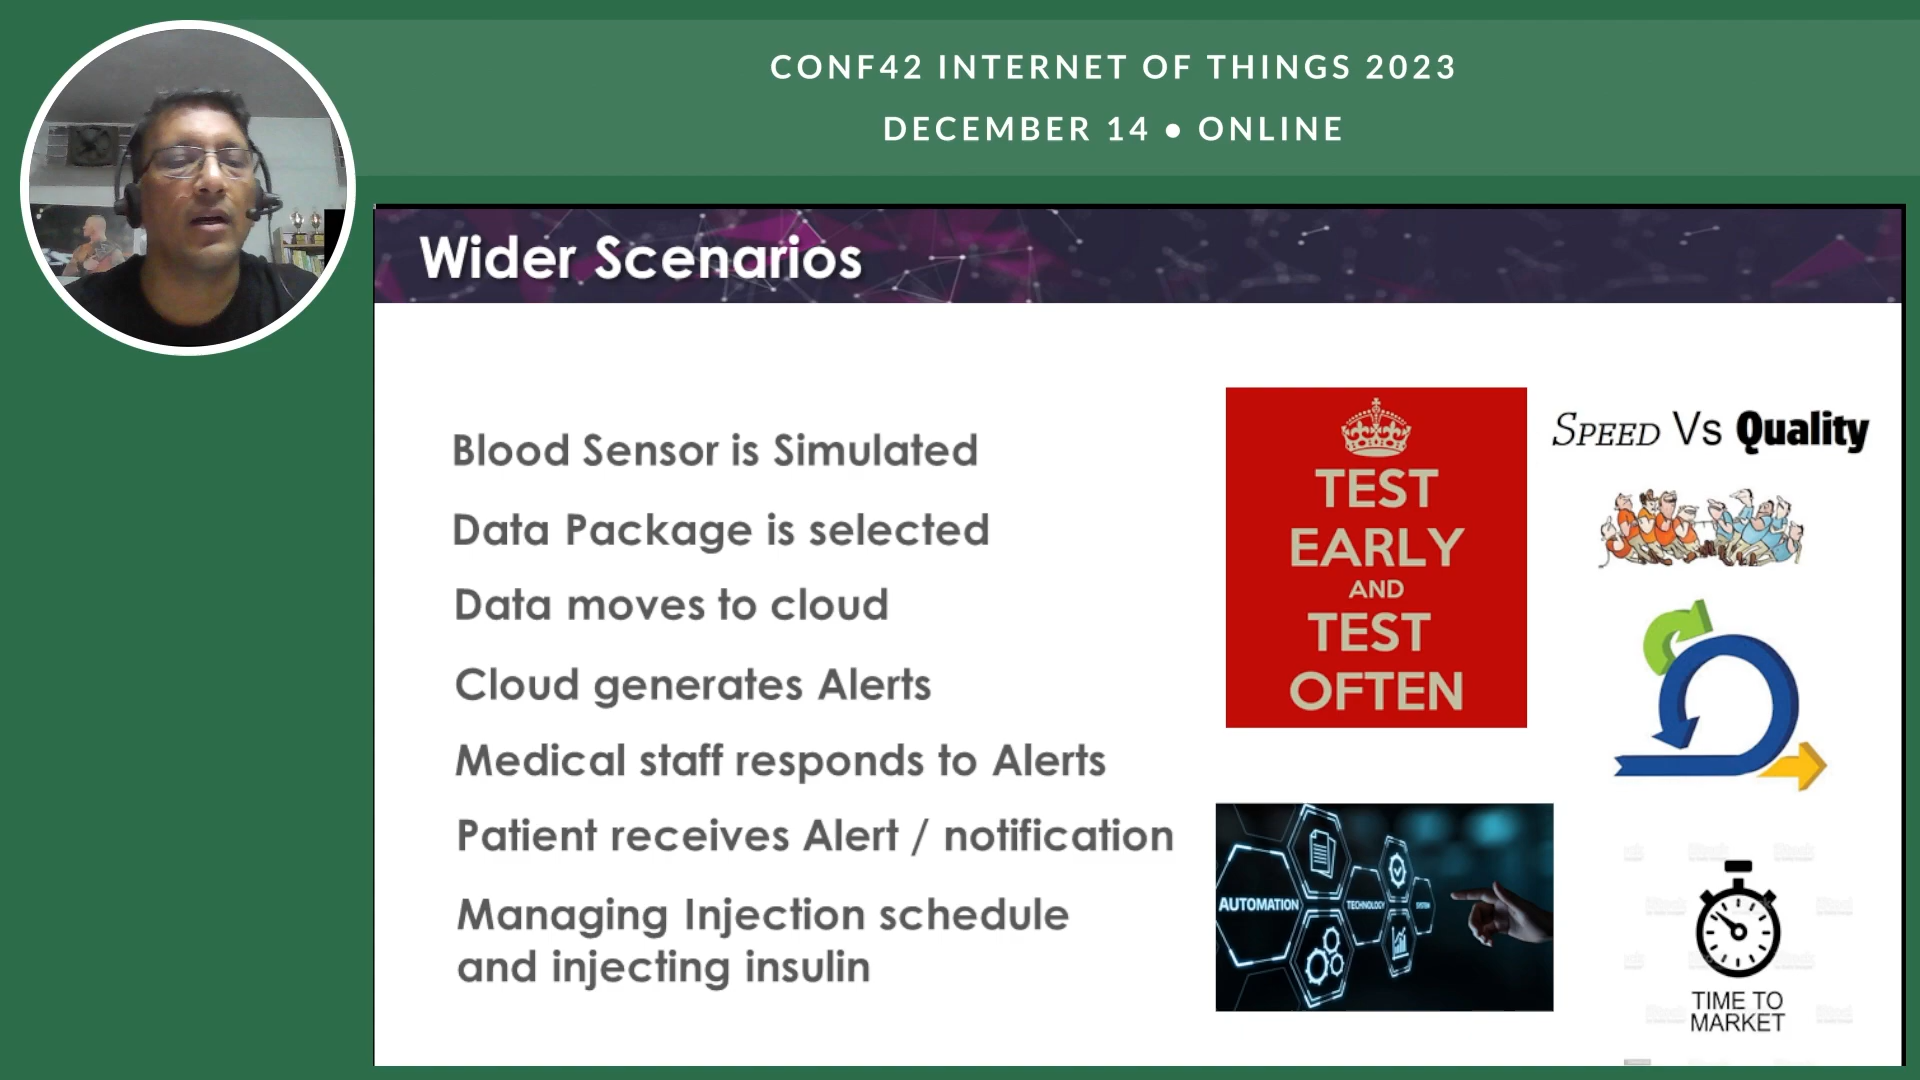 CONF42 INTERNET OF THINGS 2023
DECEMBER 14 • ONLINE
Wider Scenarios
Blood Sensor is Simulated
Data Package is selected
Data moves to cloud
Cloud generates Alerts
Medical staff responds to Alerts
Patient receives Alert / notification
Managing Injection schedule
and injecting insulin
TEST
EARLY
AND
TEST
OFTEN
SPEED Vs Quality
AUTOMATION
TECHNOLOGY
SYSTEM
TIME TO
MARKET